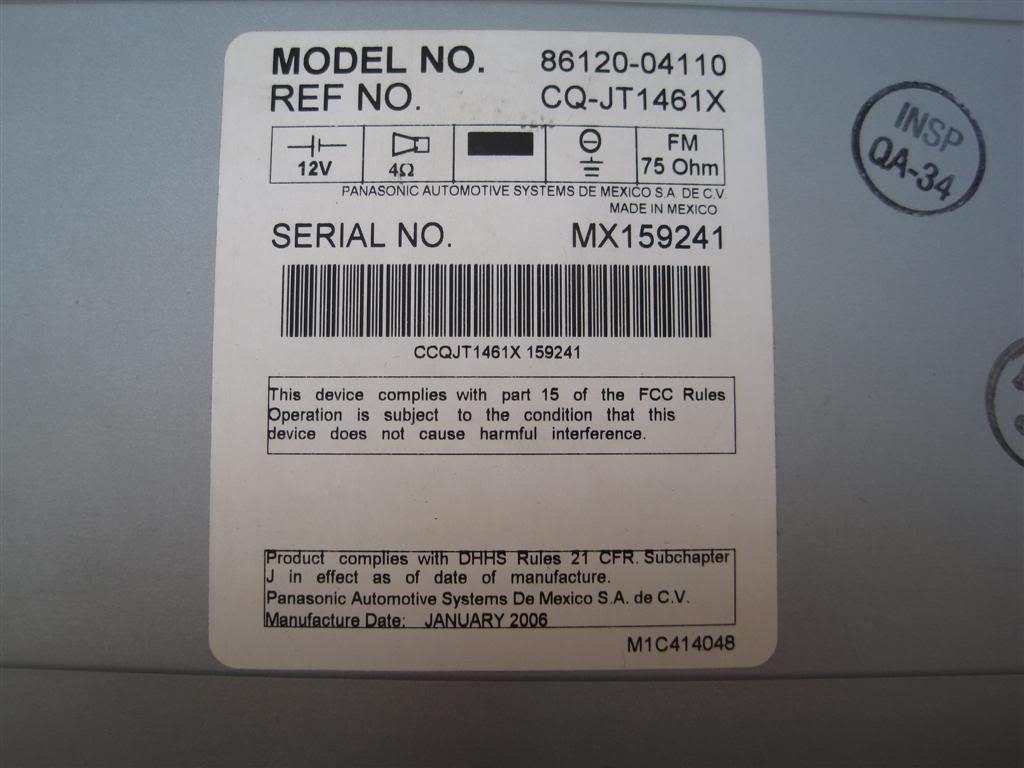 MODEL NO. 86120-04110
REF NO. CQ-JT1461X
12V 4Ω FM 75 Ohm
PANASONIC AUTOMOTIVE SYSTEMS DE MEXICO S.A. DE C.V.
MADE IN MEXICO
SERIAL NO. MX159241
CCQJT1461X 159241
This device complies with part 15 of the FCC Rules
Operation is subject to the condition that this
device does not cause harmful interference.
Product complies with DHHS Rules 21 CFR. Subchapter
J in effect as of date of manufacture.
Panasonic Automotive Systems De Mexico S.A. de C.V.
Manufacture Date: JANUARY 2006
M1C414048
INSP
QA-34